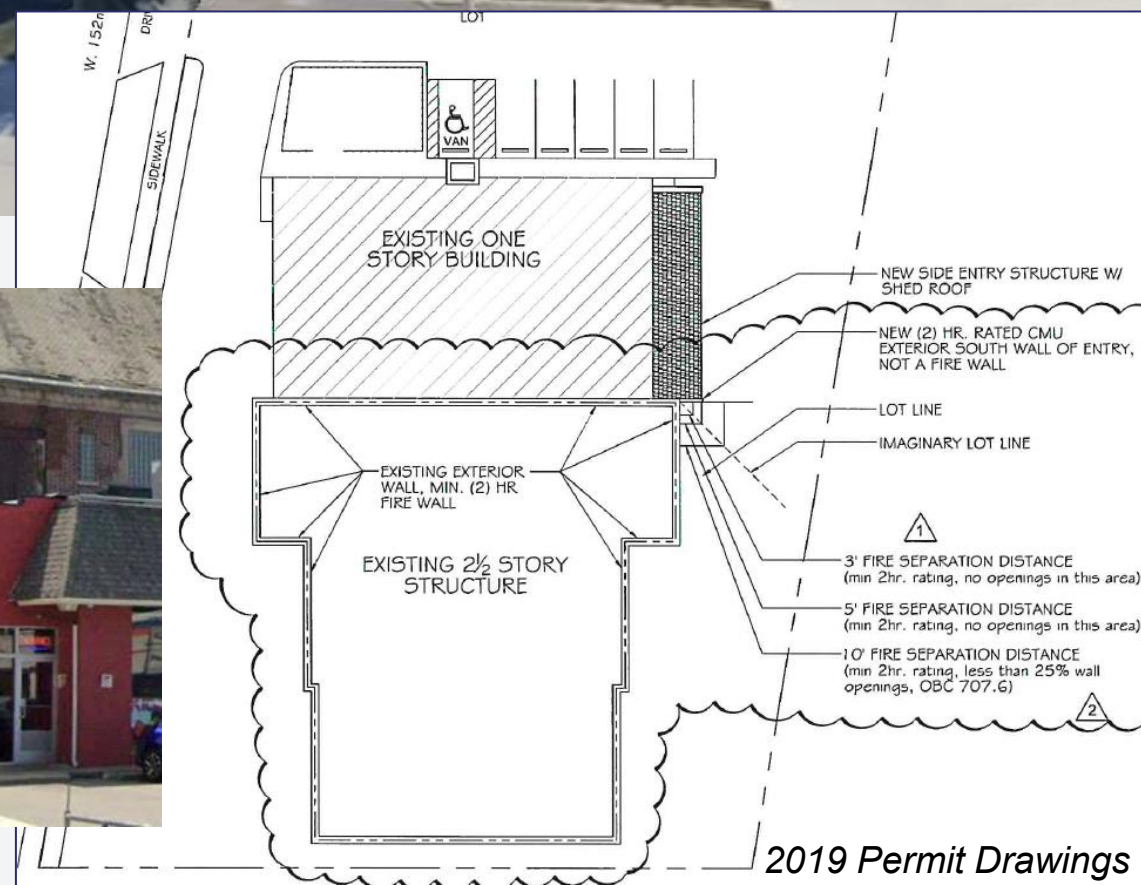 LOT
W. 152n
DRI
SIDEWALK
VAN
EXISTING ONE
STORY BUILDING
NEW SIDE ENTRY STRUCTURE W/
SHED ROOF
NEW (2) HR. RATED CMU
EXTERIOR SOUTH WALL OF ENTRY,
NOT A FIRE WALL
LOT LINE
IMAGINARY LOT LINE
EXISTING EXTERIOR
WALL, MIN. (2) HR
FIRE WALL
EXISTING 2½ STORY
STRUCTURE
1
3' FIRE SEPARATION DISTANCE
(min 2hr. rating, no openings in this area)
5' FIRE SEPARATION DISTANCE
(min 2hr. rating, no openings in this area)
10' FIRE SEPARATION DISTANCE
(min 2hr. rating, less than 25% wall
openings, OBC 707.6)
2
2019 Permit Drawings